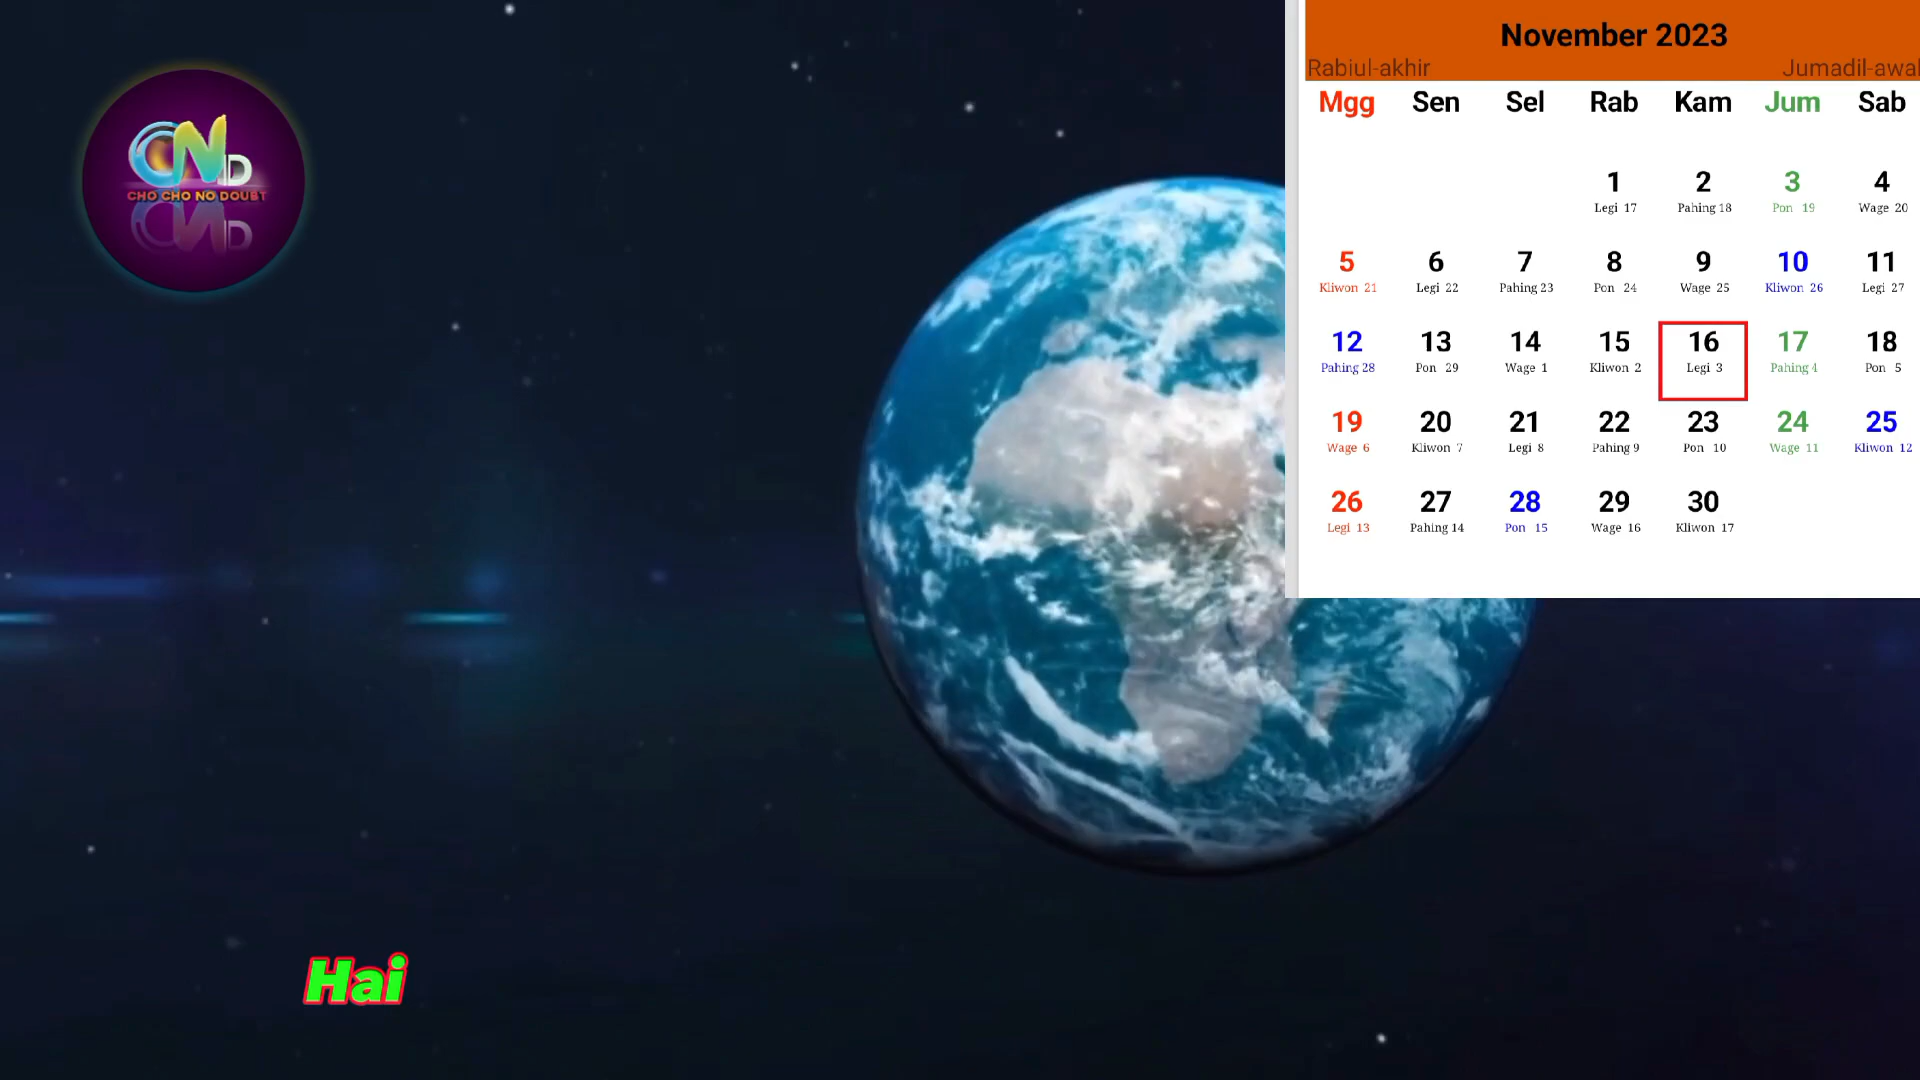 CND
CHO CHO NO DOUBT
November 2023
Rabiul-akhir Jumadil-awal
Mgg Sen Sel Rab Kam Jum Sab
1 2 3 4
Legi 17 Pahing 18 Pon 19 Wage 20
5 6 7 8 9 10 11
Kliwon 21 Legi 22 Pahing 23 Pon 24 Wage 25 Kliwon 26 Legi 27
12 13 14 15 16 17 18
Pahing 28 Pon 29 Wage 1 Kliwon 2 Legi 3 Pahing 4 Pon 5
19 20 21 22 23 24 25
Wage 6 Kliwon 7 Legi 8 Pahing 9 Pon 10 Wage 11 Kliwon 12
26 27 28 29 30
Legi 13 Pahing 14 Pon 15 Wage 16 Kliwon 17
Hai